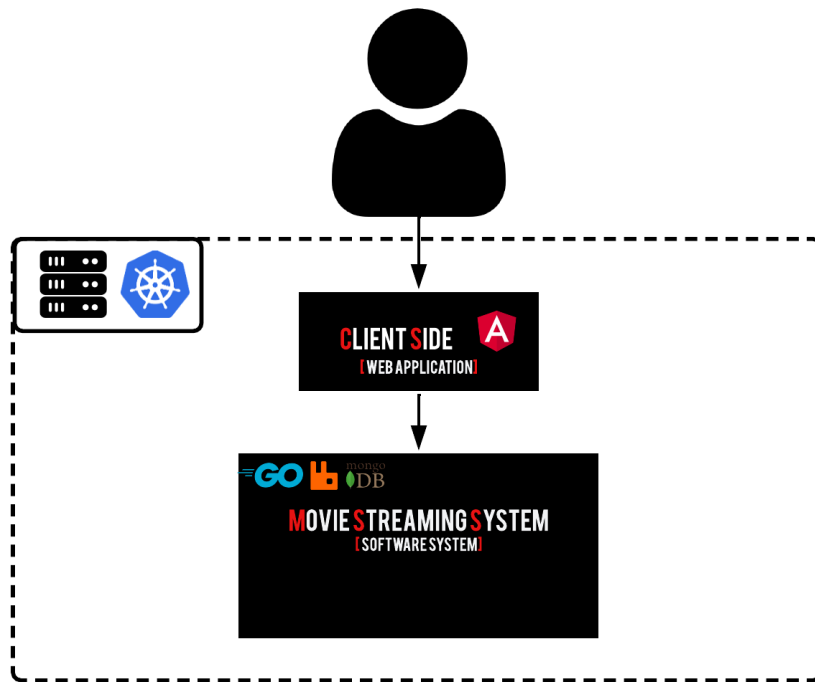 CLIENT SIDE
[WEB APPLICATION]
GO
mongo
DB
MOVIE STREAMING SYSTEM
[SOFTWARE SYSTEM]